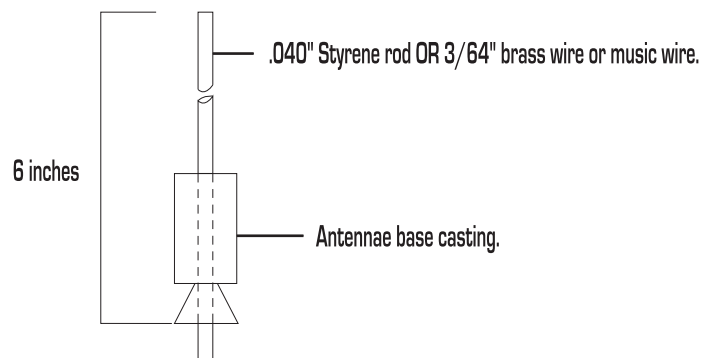 .040" Styrene rod OR 3/64" brass wire or music wire.
6 inches
Antennae base casting.